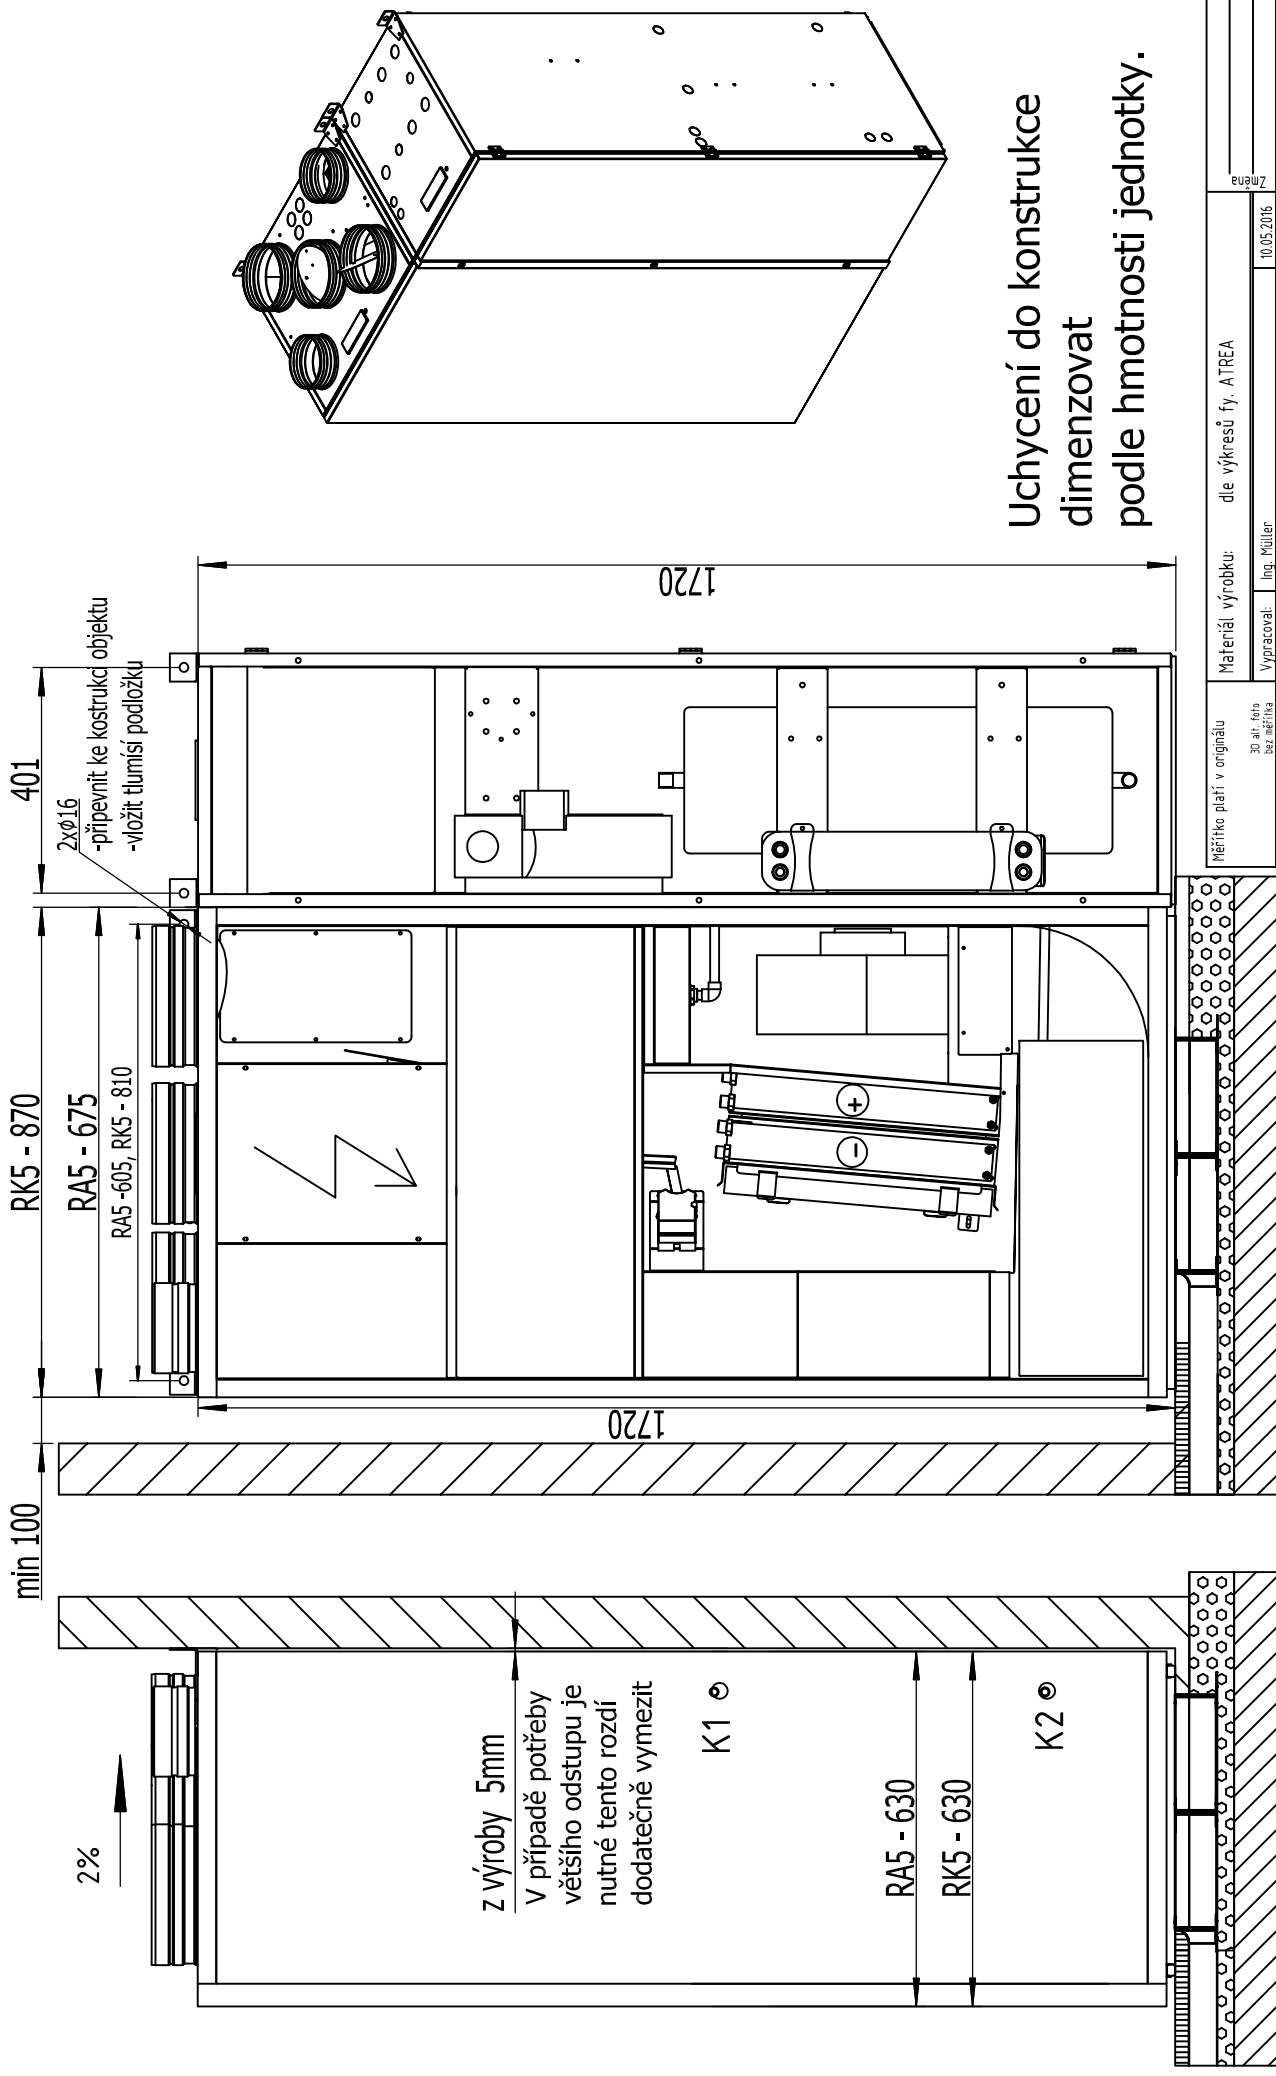 2%
z výroby 5mm
V případě potřeby
většího odstupu je
nutné tento rozdí
dodatečně vymezit
K1
K2
RA5 - 630
RK5 - 630
min 100
RK5 - 870
RA5 - 675
RA5 -605, RK5 - 810
401
2xϕ16
-připevnit ke kostrukci objektu
-vložit tlumísí podložku
1720
1720
+
−
Uchycení do konstrukce
dimenzovat
podle hmotnosti jednotky.
Měřítko platí v originálu
3D alt. foto
bez měřítka
Materiál výrobku: dle výkresů fy. ATREA
Vypracoval: Ing. Müller 10.05.2016
Změna